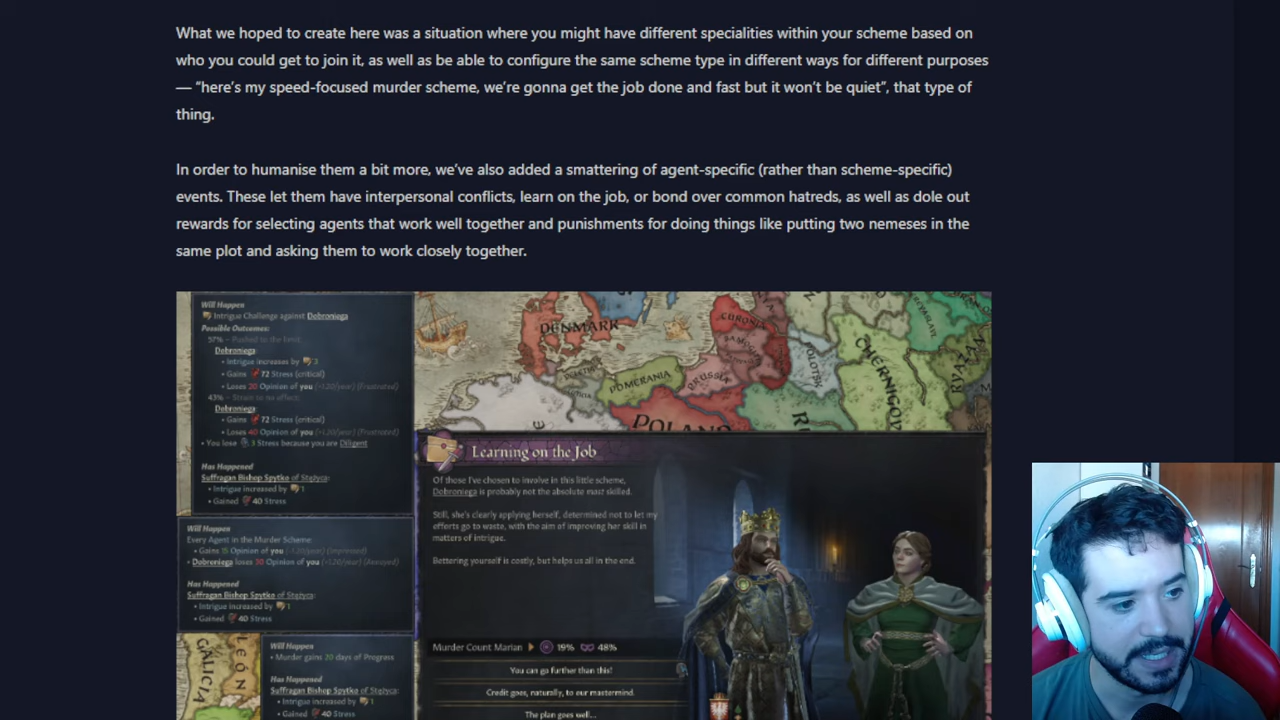 What we hoped to create here was a situation where you might have different specialities within your scheme based on
who you could get to join it, as well as be able to configure the same scheme type in different ways for different purposes
— “here’s my speed-focused murder scheme, we’re gonna get the job done and fast but it won’t be quiet”, that type of
thing.
In order to humanise them a bit more, we’ve also added a smattering of agent-specific (rather than scheme-specific)
events. These let them have interpersonal conflicts, learn on the job, or bond over common hatreds, as well as dole out
rewards for selecting agents that work well together and punishments for doing things like putting two nemeses in the
same plot and asking them to work closely together.
Will Happen
Intrigue Challenge against Dobroniega
Possible Outcomes:
57% – Pushed to the Limit
Dobroniega:
• Intrigue increases by 3
• Gains 72 Stress (critical)
• Loses 20 Opinion of you (+120/year) (Frustrated)
43% – Strain to no effect
Dobroniega:
• Gains 72 Stress (critical)
• Loses 40 Opinion of you (+120/year) (Frustrated)
• You lose 3 Stress because you are Diligent
Has Happened
Suffragan Bishop Spytko of Stężyca:
• Intrigue increased by 1
• Gained 40 Stress
Will Happen
Every Agent in the Murder Scheme:
• Gains 15 Opinion of you (-120/year) (Impressed)
• Dobroniega loses 30 Opinion of you (+120/year) (Annoyed)
Has Happened
Suffragan Bishop Spytko of Stężyca:
• Intrigue increased by 1
• Gained 40 Stress
Will Happen
• Murder gains 20 days of Progress
Has Happened
Suffragan Bishop Spytko of Stężyca:
• Intrigue increased by 1
• Gained 40 Stress
DENMARK
POMERANIA
PRUSSIA
POLAND
POLOTSK
CHERNIGOV
GALICIA
LEÓN
Learning on the Job
Of those I've chosen to involve in this little scheme,
Dobroniega is probably not the absolute most skilled.
Still, she's clearly applying herself, determined not to let my
efforts go to waste, with the aim of improving her skill in
matters of intrigue.
Bettering yourself is costly, but helps us all in the end.
Murder Count Marian 19% 48%
You can go further than this!
Credit goes, naturally, to our mastermind.
The plan goes well...